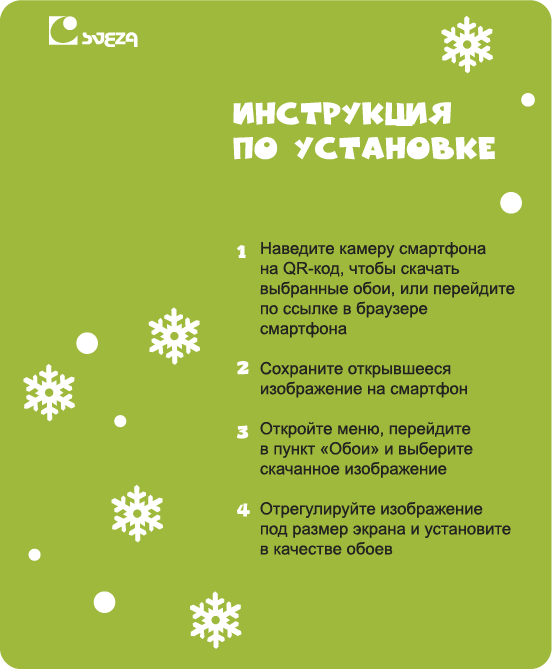 sveza
ИНСТРУКЦИЯ
ПО УСТАНОВКЕ
1 Наведите камеру смартфона
на QR-код, чтобы скачать
выбранные обои, или перейдите
по ссылке в браузере
смартфона
2 Сохраните открывшееся
изображение на смартфон
3 Откройте меню, перейдите
в пункт «Обои» и выберите
скачанное изображение
4 Отрегулируйте изображение
под размер экрана и установите
в качестве обоев